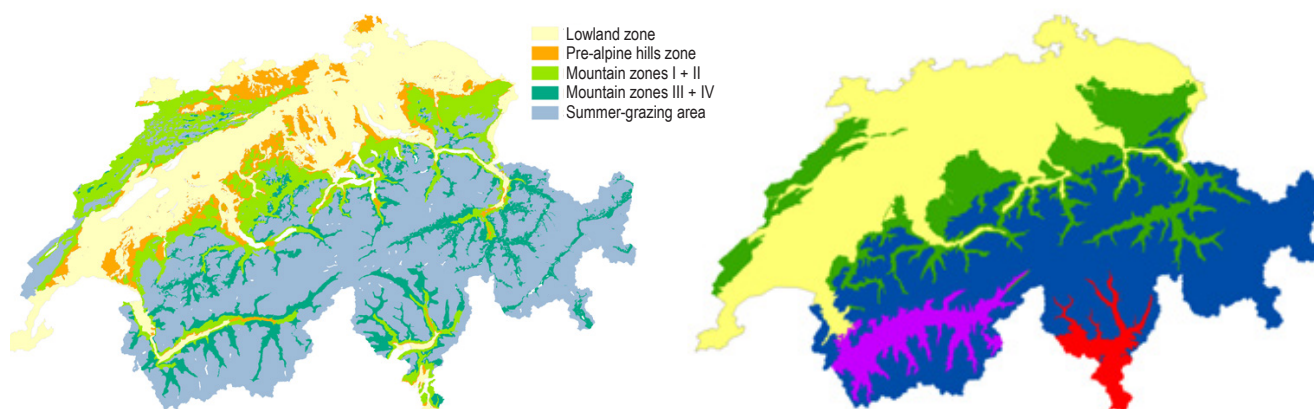 Lowland zone
Pre-alpine hills zone
Mountain zones I + II
Mountain zones III + IV
Summer-grazing area